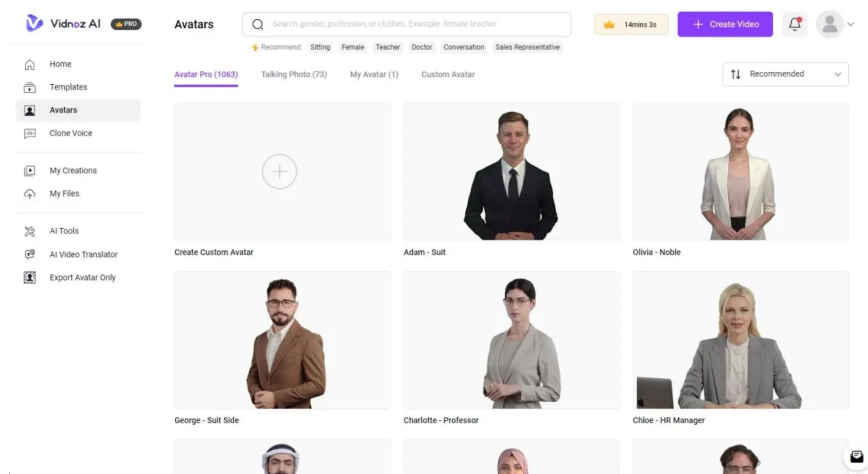 Vidnoz AI PRO
Home
Templates
Avatars
Clone Voice
My Creations
My Files
AI Tools
AI Video Translator
Export Avatar Only
Avatars
Search gender, profession, or clothes. Example: female teacher
14mins 3s
+ Create Video
Recommend: Sitting Female Teacher Doctor Conversation Sales Representative
Avatar Pro (1063) Talking Photo (73) My Avatar (1) Custom Avatar
Recommended
Create Custom Avatar
Adam - Suit
Olivia - Noble
George - Suit Side
Charlotte - Professor
Chloe - HR Manager